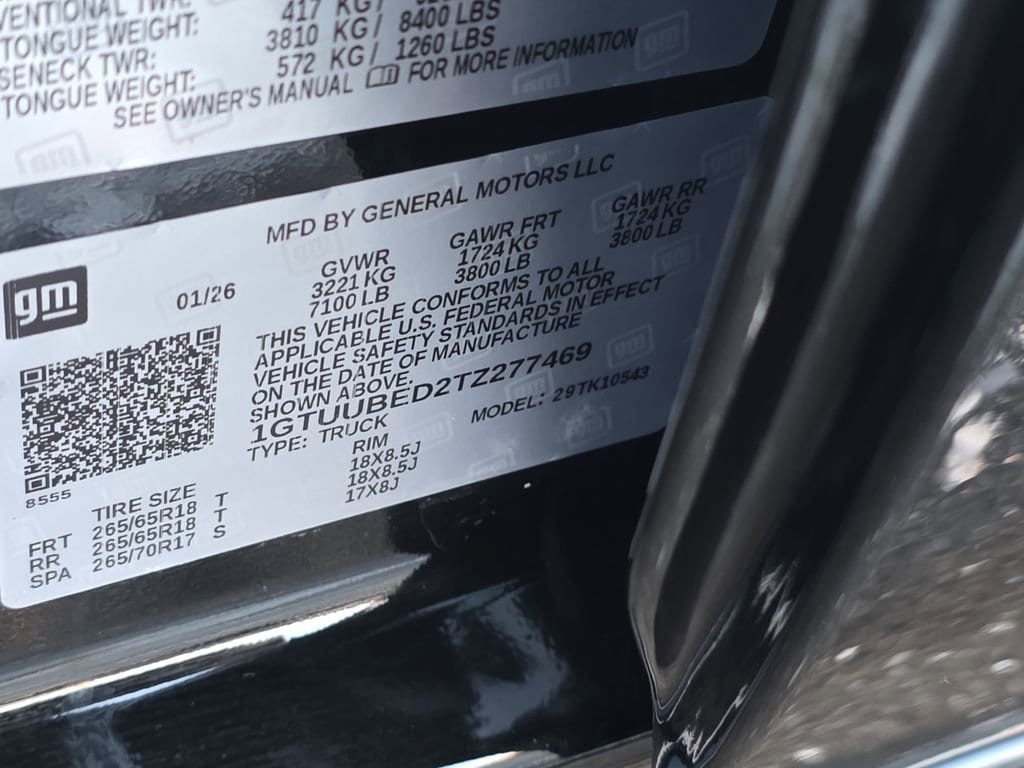 VENTIONAL TWR:
TONGUE WEIGHT: 417 KG/
SENECK TWR: 3810 KG/ 8400 LBS
TONGUE WEIGHT: 572 KG/ 1260 LBS
SEE OWNER'S MANUAL FOR MORE INFORMATION
MFD BY GENERAL MOTORS LLC
gm
01/26
GVWR GAWR FRT GAWR RR
3221 KG 1724 KG 1724 KG
7100 LB 3800 LB 3800 LB
THIS VEHICLE CONFORMS TO ALL
APPLICABLE U.S. FEDERAL MOTOR
VEHICLE SAFETY STANDARDS IN EFFECT
ON THE DATE OF MANUFACTURE
SHOWN ABOVE.
1GTUUBED2TZ277469
TYPE: TRUCK MODEL: 29TK10543
8555
TIRE SIZE RIM
FRT 265/65R18 T 18X8.5J
RR 265/65R18 T 18X8.5J
SPA 265/70R17 S 17X8J